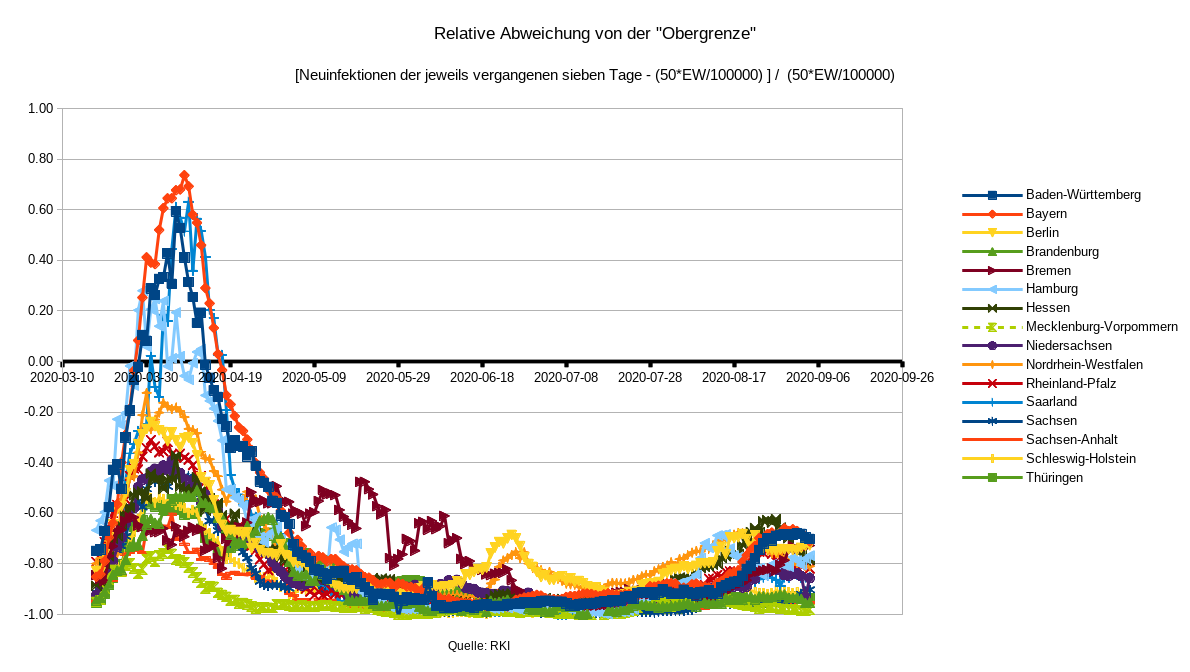 Relative Abweichung von der "Obergrenze"
[Neuinfektionen der jeweils vergangenen sieben Tage - (50*EW/100000) ] / (50*EW/100000)
1.00
0.80
0.60
0.40
0.20
0.00
-0.20
-0.40
-0.60
-0.80
-1.00
2020-03-10 2020-03-30 2020-04-19 2020-05-09 2020-05-29 2020-06-18 2020-07-08 2020-07-28 2020-08-17 2020-09-06 2020-09-26
Baden-Württemberg
Bayern
Berlin
Brandenburg
Bremen
Hamburg
Hessen
Mecklenburg-Vorpommern
Niedersachsen
Nordrhein-Westfalen
Rheinland-Pfalz
Saarland
Sachsen
Sachsen-Anhalt
Schleswig-Holstein
Thüringen
Quelle: RKI